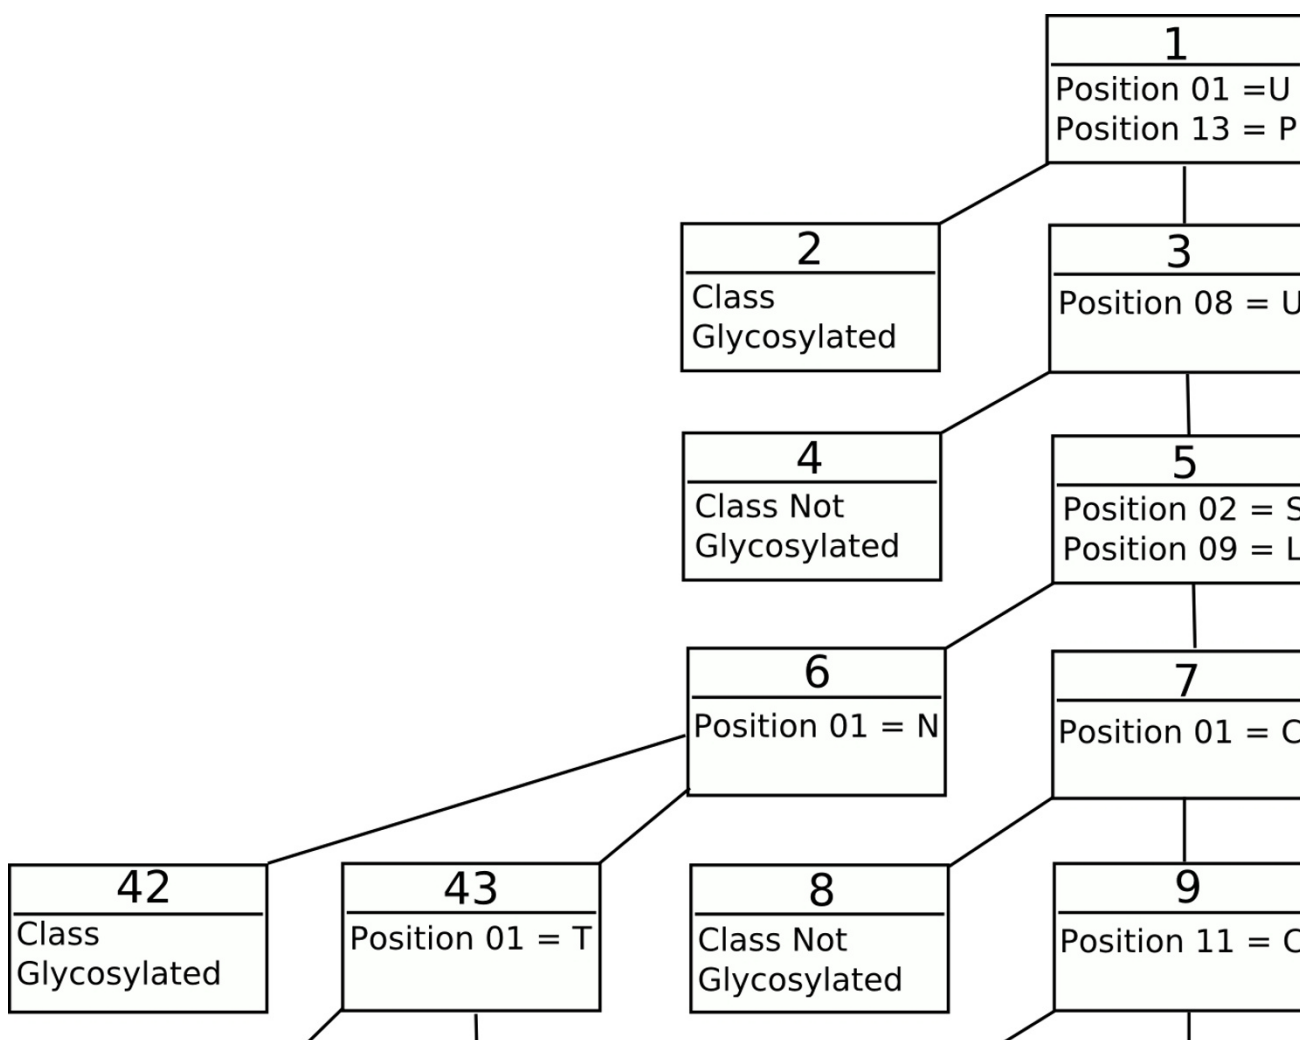 1
Position 01 =U
Position 13 = P
2
Class
Glycosylated
3
Position 08 = U
4
Class Not
Glycosylated
5
Position 02 = S
Position 09 = L
6
Position 01 = N
7
Position 01 = C
42
Class
Glycosylated
43
Position 01 = T
8
Class Not
Glycosylated
9
Position 11 =